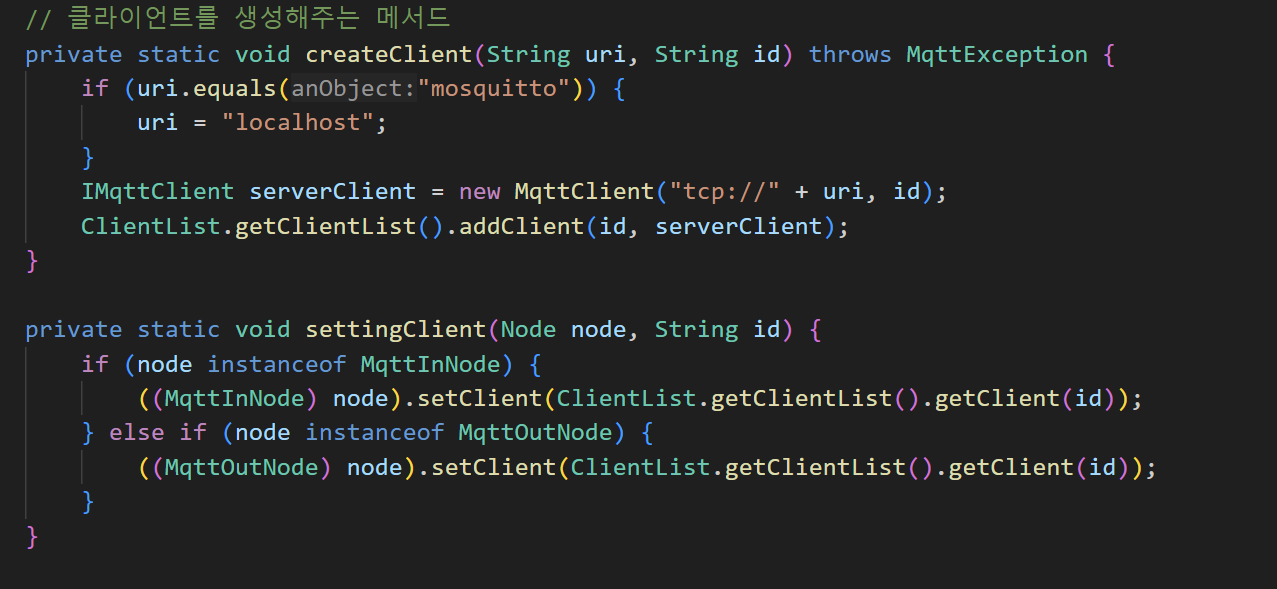 // 클라이언트를 생성해주는 메서드
private static void createClient(String uri, String id) throws MqttException {
if (uri.equals(anObject:"mosquitto")) {
uri = "localhost";
}
IMqttClient serverClient = new MqttClient("tcp://" + uri, id);
ClientList.getClientList().addClient(id, serverClient);
}
private static void settingClient(Node node, String id) {
if (node instanceof MqttInNode) {
((MqttInNode) node).setClient(ClientList.getClientList().getClient(id));
} else if (node instanceof MqttOutNode) {
((MqttOutNode) node).setClient(ClientList.getClientList().getClient(id));
}
}